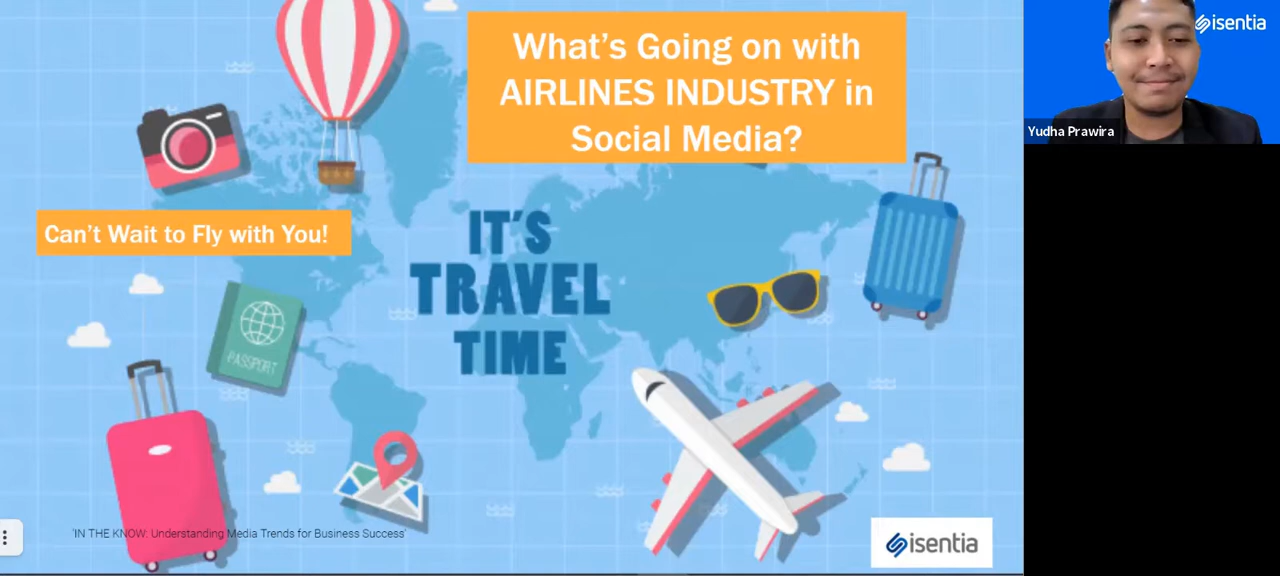 What's Going on with
AIRLINES INDUSTRY in
Social Media?
Can't Wait to Fly with You!
IT'S
TRAVEL
TIME
PASSPORT
'IN THE KNOW: Understanding Media Trends for Business Success'
isentia
isentia
Yudha Prawira